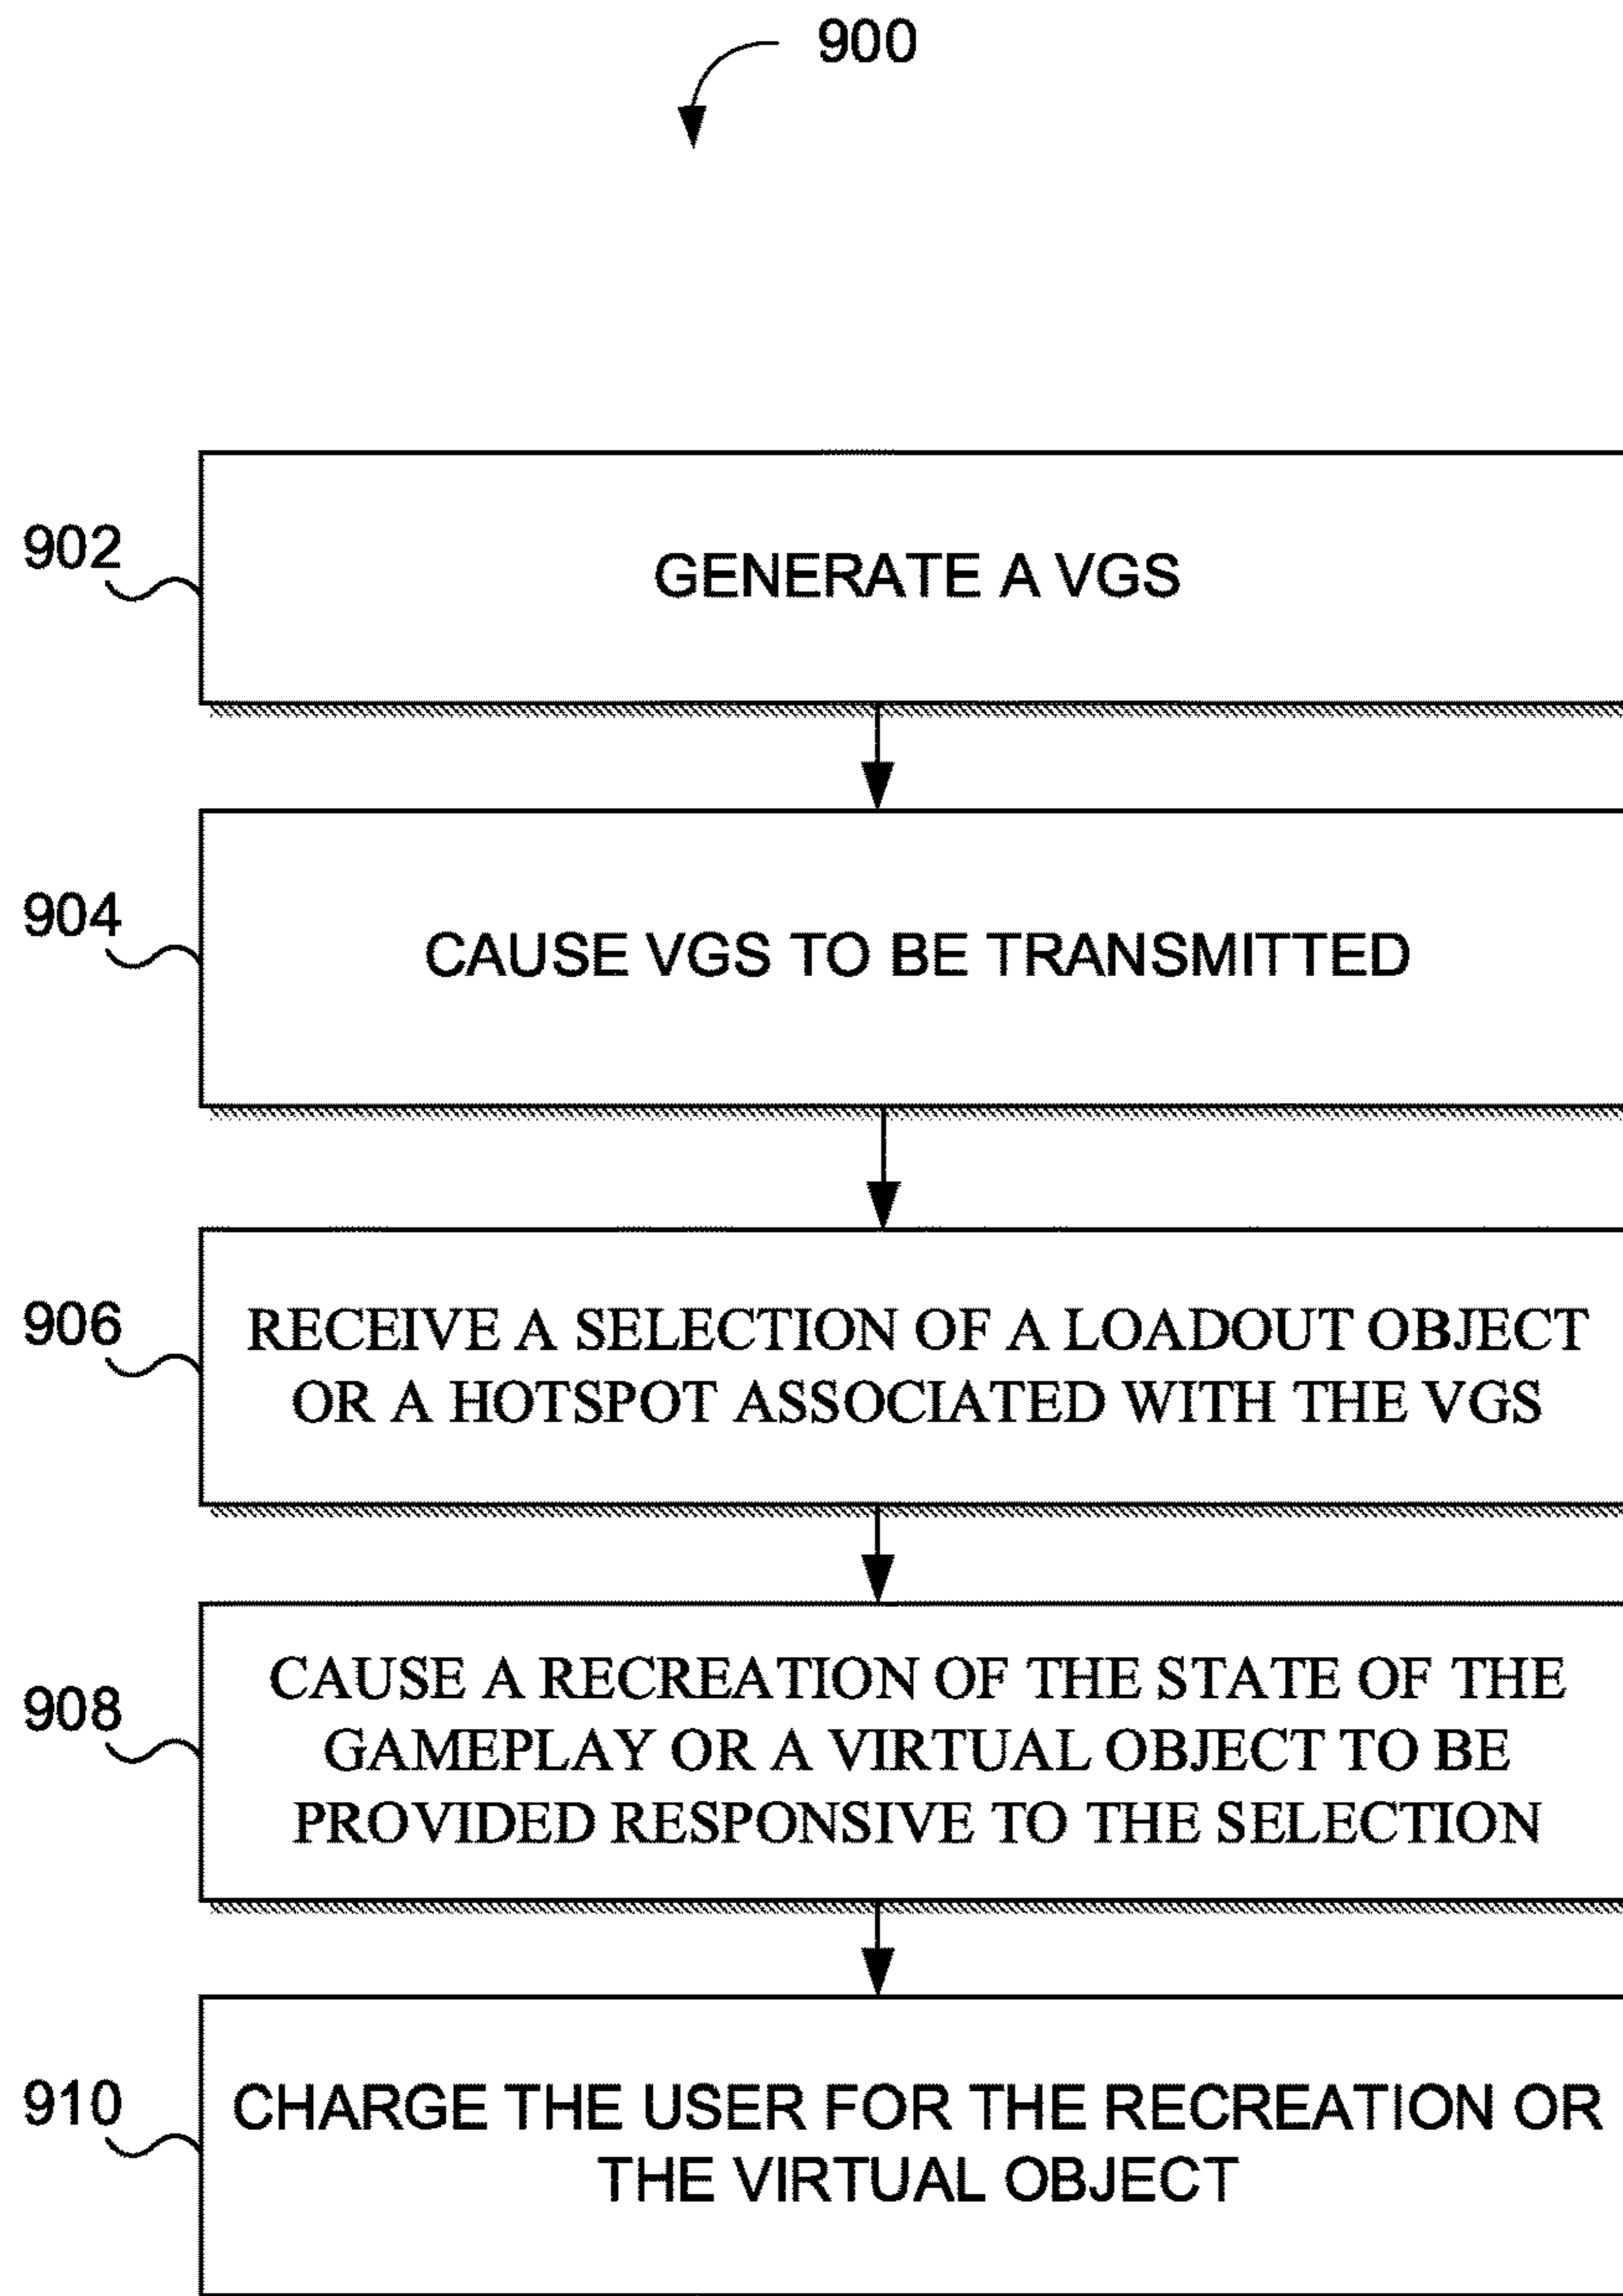 900
902
GENERATE A VGS
904
CAUSE VGS TO BE TRANSMITTED
906
RECEIVE A SELECTION OF A LOADOUT OBJECT
OR A HOTSPOT ASSOCIATED WITH THE VGS
908
CAUSE A RECREATION OF THE STATE OF THE
GAMEPLAY OR A VIRTUAL OBJECT TO BE
PROVIDED RESPONSIVE TO THE SELECTION
910
CHARGE THE USER FOR THE RECREATION OR
THE VIRTUAL OBJECT